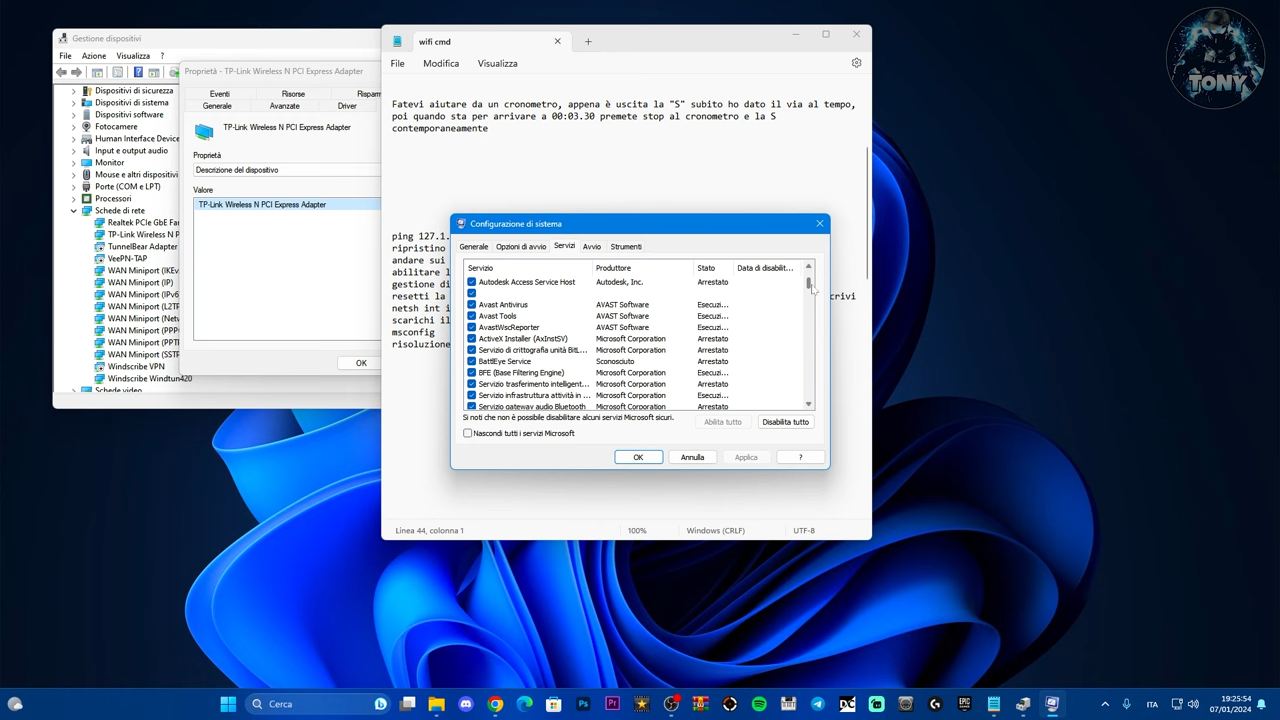 Gestione dispositivi
File Azione Visualizza ?
Dispositivi di sicurezza
Dispositivi di sistema
Dispositivi software
Fotocamere
Human Interface Device
Input e output audio
Monitor
Mouse e altri dispositivi
Porte (COM e LPT)
Processori
Schede di rete
Realtek PCIe GbE Fa
TP-Link Wireless N P
TunnelBear Adapter
VeePN-TAP
WAN Miniport (IKEv
WAN Miniport (IP)
WAN Miniport (IPv6
WAN Miniport (L2TP
WAN Miniport (Netw
WAN Miniport (PPP
WAN Miniport (PPTP
WAN Miniport (SSTP
Windscribe VPN
Windscribe Windtun420
Schede video
Proprietà - TP-Link Wireless N PCI Express Adapter
Eventi Risorse Rispar
Generale Avanzate Driver
TP-Link Wireless N PCI Express Adapter
Proprietà
Descrizione del dispositivo
Valore
TP-Link Wireless N PCI Express Adapter
OK
wifi cmd
File Modifica Visualizza
Fatevi aiutare da un cronometro, appena è uscita la "S" subito ho dato il via al tempo,
poi quando sta per arrivare a 00:03.30 premete stop al cronometro e la S
contemporaneamente
ping 127.1.
ripristino
andare sui
abilitare l
gestione di
resetti la crivi
netsh int i
scarichi il
msconfig
risoluzione
Linea 44, colonna 1 100% Windows (CRLF) UTF-8
Configurazione di sistema
Generale Opzioni di avvio Servizi Avvio Strumenti
Servizio Produttore Stato Data di disabilit...
Autodesk Access Service Host Autodesk, Inc. Arrestato
Avast Antivirus AVAST Software Esecuzi...
Avast Tools AVAST Software Esecuzi...
AvastWscReporter AVAST Software Esecuzi...
ActiveX Installer (AxInstSV) Microsoft Corporation Arrestato
Servizio di crittografia unità BitL... Microsoft Corporation Arrestato
BattlEye Service Sconosciuto Arrestato
BFE (Base Filtering Engine) Microsoft Corporation Esecuzi...
Servizio trasferimento intelligent... Microsoft Corporation Arrestato
Servizio infrastruttura attività in ... Microsoft Corporation Esecuzi...
Servizio gateway audio Bluetooth Microsoft Corporation Arrestato
Si noti che non è possibile disabilitare alcuni servizi Microsoft sicuri.
Abilita tutto Disabilita tutto
Nascondi tutti i servizi Microsoft
OK Annulla Applica ?
TONY
Cerca
ITA
19:25:54
07/01/2024